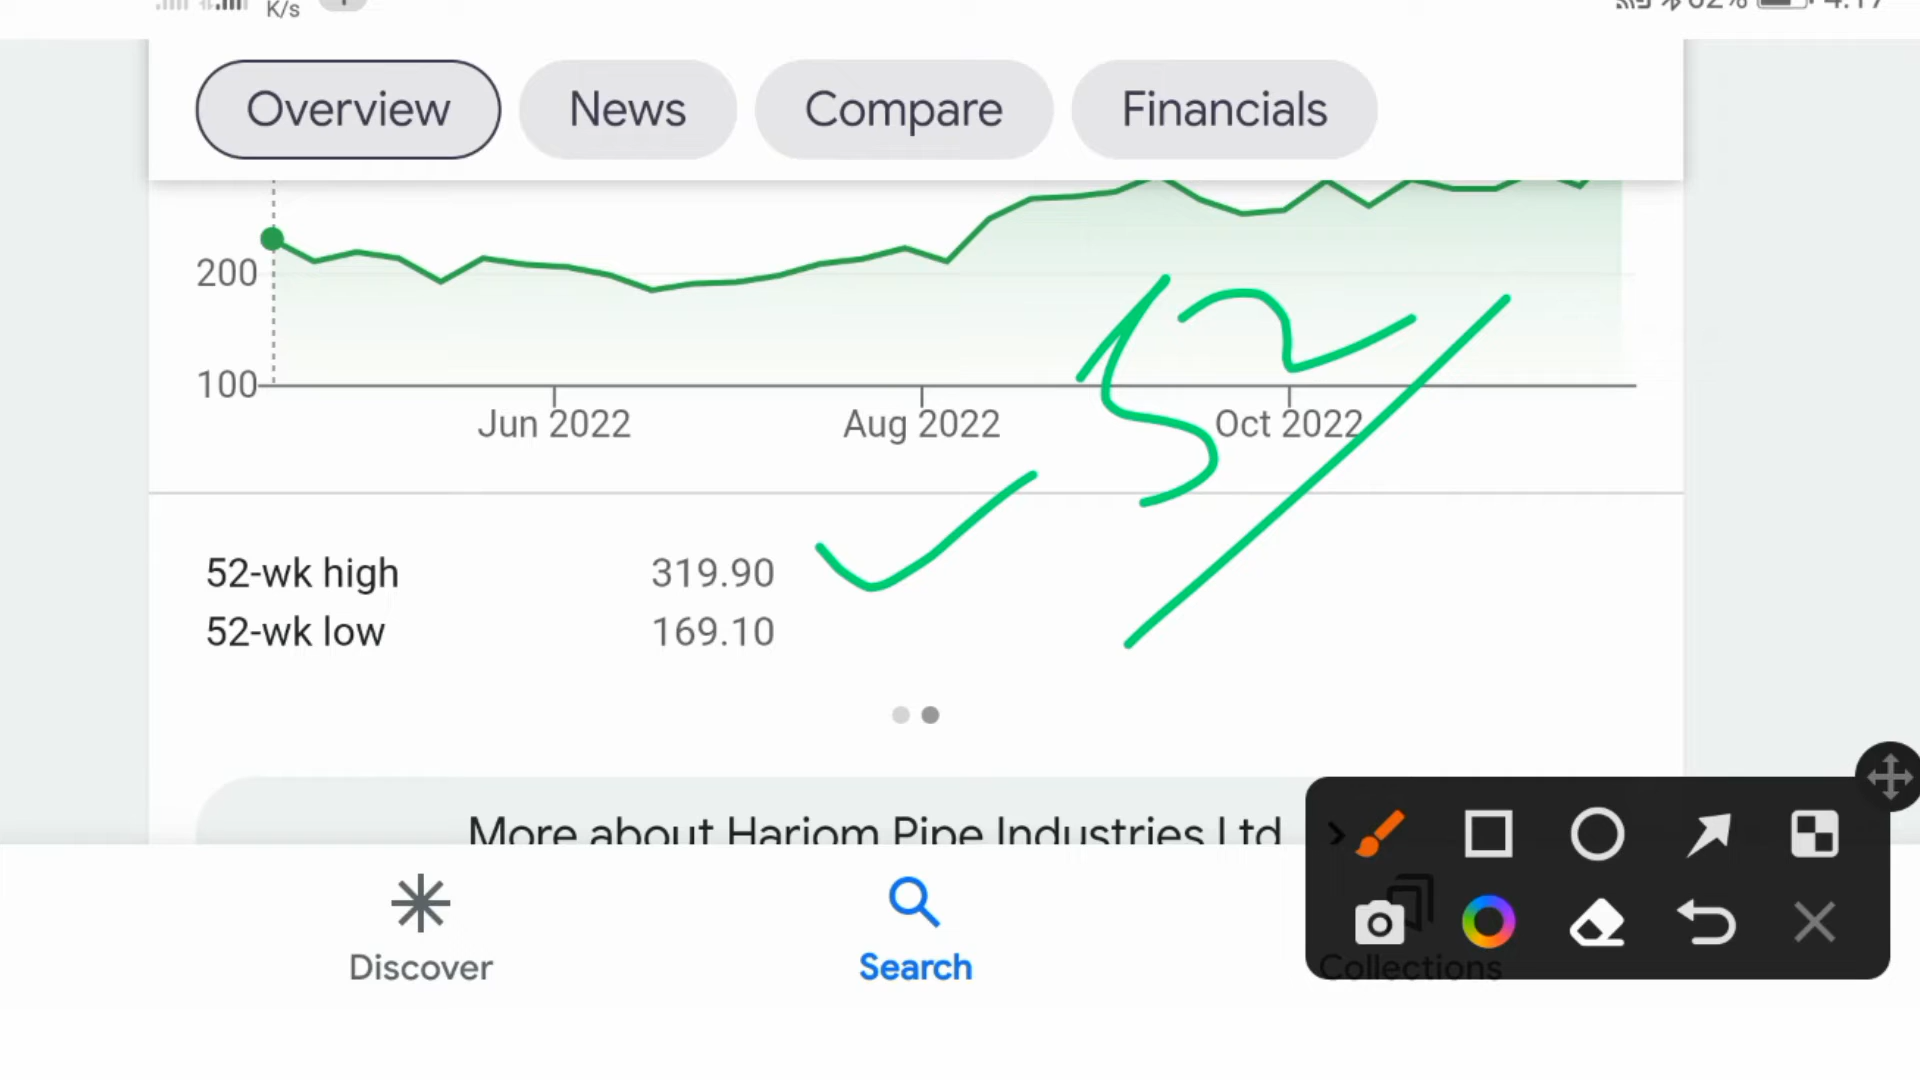 K/s
Overview News Compare Financials
200
100
Jun 2022 Aug 2022 Oct 2022
52
52-wk high 319.90
52-wk low 169.10
More about Hariom Pipe Industries Ltd
Discover Search Collections